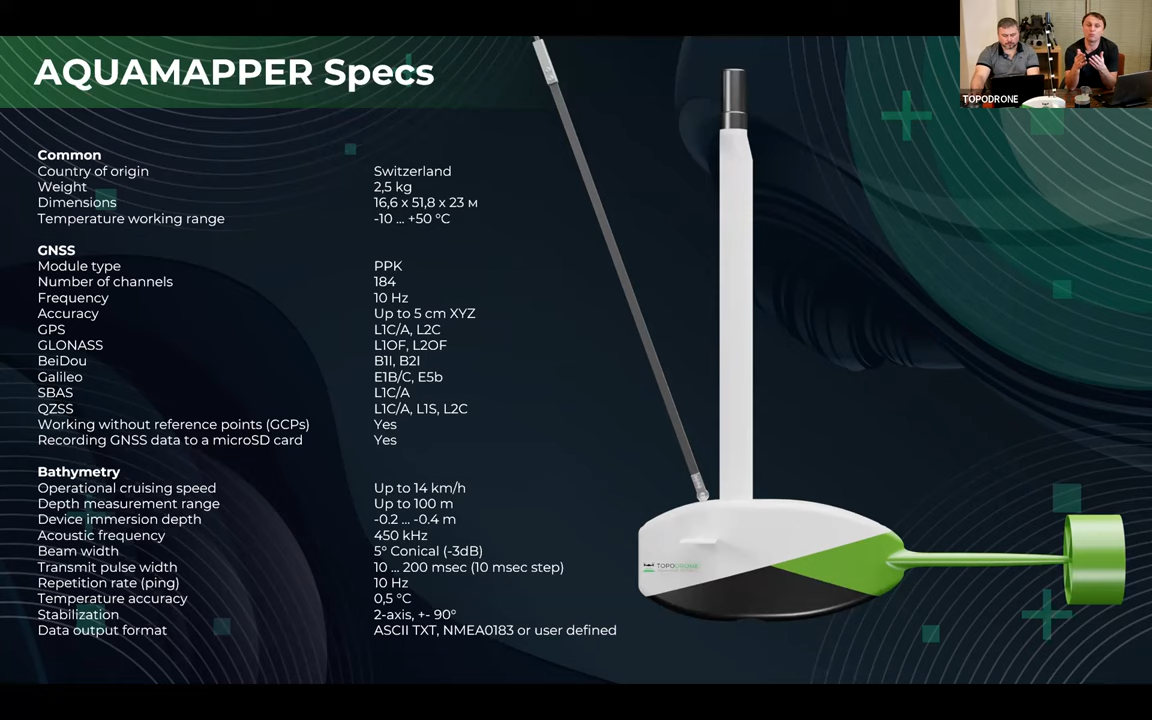 AQUAMAPPER Specs
TOPODRONE
Common
Country of origin Switzerland
Weight 2,5 kg
Dimensions 16,6 x 51,8 x 23 м
Temperature working range -10 ... +50 °C
GNSS
Module type PPK
Number of channels 184
Frequency 10 Hz
Accuracy Up to 5 cm XYZ
GPS L1C/A, L2C
GLONASS L1OF, L2OF
BeiDou B1I, B2I
Galileo E1B/C, E5b
SBAS L1C/A
QZSS L1C/A, L1S, L2C
Working without reference points (GCPs) Yes
Recording GNSS data to a microSD card Yes
Bathymetry
Operational cruising speed Up to 14 km/h
Depth measurement range Up to 100 m
Device immersion depth -0.2 ... -0.4 m
Acoustic frequency 450 kHz
Beam width 5° Conical (-3dB)
Transmit pulse width 10 ... 200 msec (10 msec step)
Repetition rate (ping) 10 Hz
Temperature accuracy 0,5 °C
Stabilization 2-axis, +- 90°
Data output format ASCII TXT, NMEA0183 or user defined
TOPODRONE